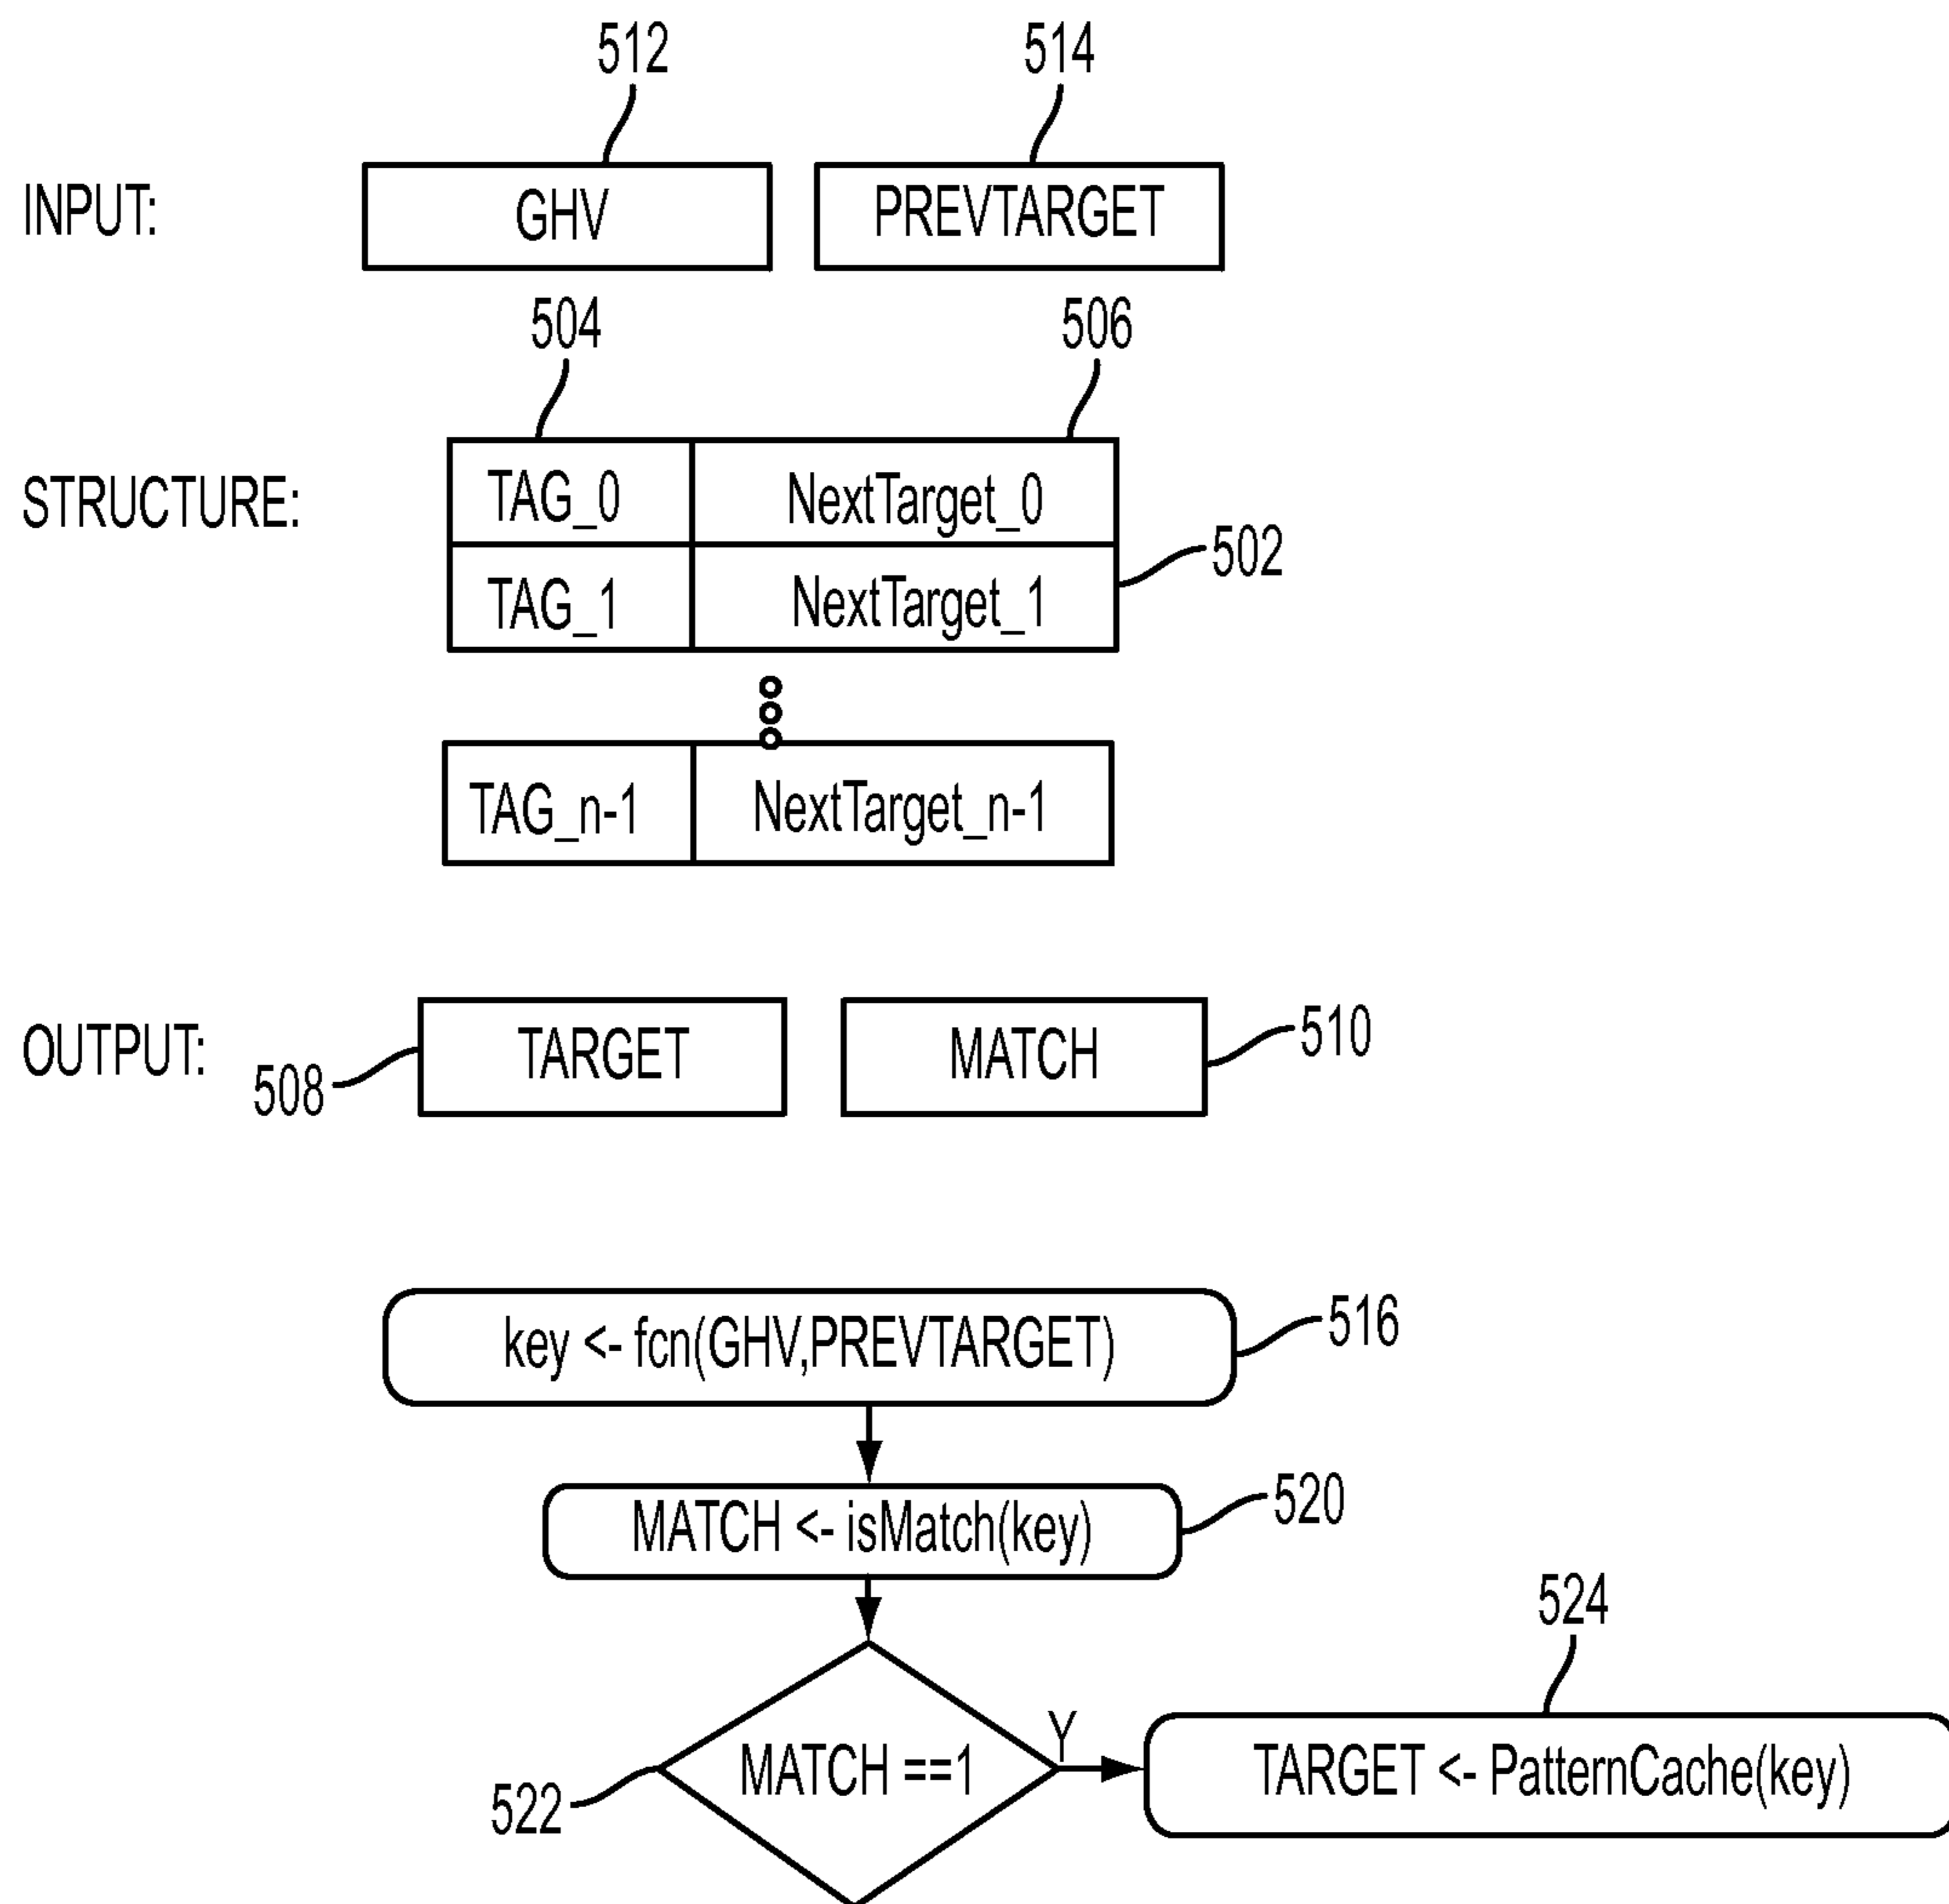 512 514
INPUT: GHV PREVTARGET
504 506
STRUCTURE: TAG_0 NextTarget_0
502
TAG_1 NextTarget_1
TAG_n-1 NextTarget_n-1
OUTPUT: TARGET MATCH 510
508
key <- fcn(GHV,PREVTARGET) 516
MATCH <- isMatch(key) 520
524
Y
MATCH ==1 TARGET <- PatternCache(key)
522